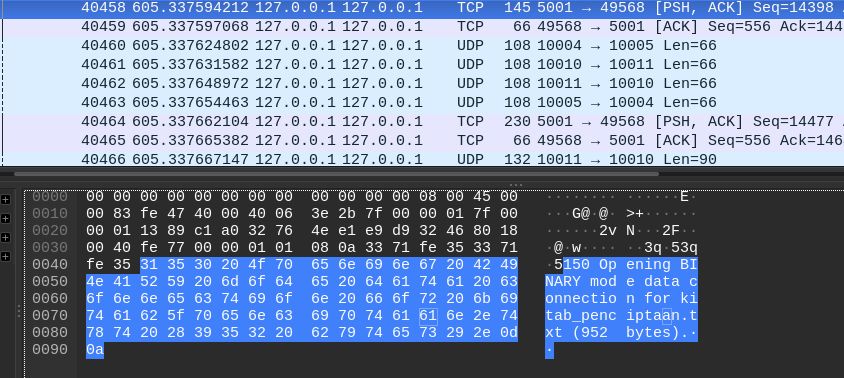 40458 605.337594212 127.0.0.1 127.0.0.1 TCP 145 5001 → 49568 [PSH, ACK] Seq=14398
40459 605.337597068 127.0.0.1 127.0.0.1 TCP 66 49568 → 5001 [ACK] Seq=556 Ack=144
40460 605.337624802 127.0.0.1 127.0.0.1 UDP 108 10004 → 10005 Len=66
40461 605.337631582 127.0.0.1 127.0.0.1 UDP 108 10010 → 10011 Len=66
40462 605.337648972 127.0.0.1 127.0.0.1 UDP 108 10011 → 10010 Len=66
40463 605.337654463 127.0.0.1 127.0.0.1 UDP 108 10005 → 10004 Len=66
40464 605.337662104 127.0.0.1 127.0.0.1 TCP 230 5001 → 49568 [PSH, ACK] Seq=14477
40465 605.337665382 127.0.0.1 127.0.0.1 TCP 66 49568 → 5001 [ACK] Seq=556 Ack=146
40466 605.337667147 127.0.0.1 127.0.0.1 UDP 132 10011 → 10010 Len=90
0000 00 00 00 00 00 00 00 00 00 00 00 00 08 00 45 00 ········ ······E·
0010 00 83 fe 47 40 00 40 06 3e 2b 7f 00 00 01 7f 00 ···G@·@· >+······
0020 00 01 13 89 c1 a0 32 76 4e e1 e9 d9 32 46 80 18 ······2v N···2F··
0030 00 40 fe 77 00 00 01 01 08 0a 33 71 fe 35 33 71 ·@·w···· ··3q·53q
0040 fe 35 31 35 30 20 4f 70 65 6e 69 6e 67 20 42 49 ·5150 Op ening BI
0050 4e 41 52 59 20 6d 6f 64 65 20 64 61 74 61 20 63 NARY mod e data c
0060 6f 6e 6e 65 63 74 69 6f 6e 20 66 6f 72 20 6b 69 onnectio n for ki
0070 74 61 62 5f 70 65 6e 63 69 70 74 61 61 6e 2e 74 tab_penc iptaan.t
0080 78 74 20 28 39 35 32 20 62 79 74 65 73 29 2e 0d xt (952 bytes).·
0090 0a ·